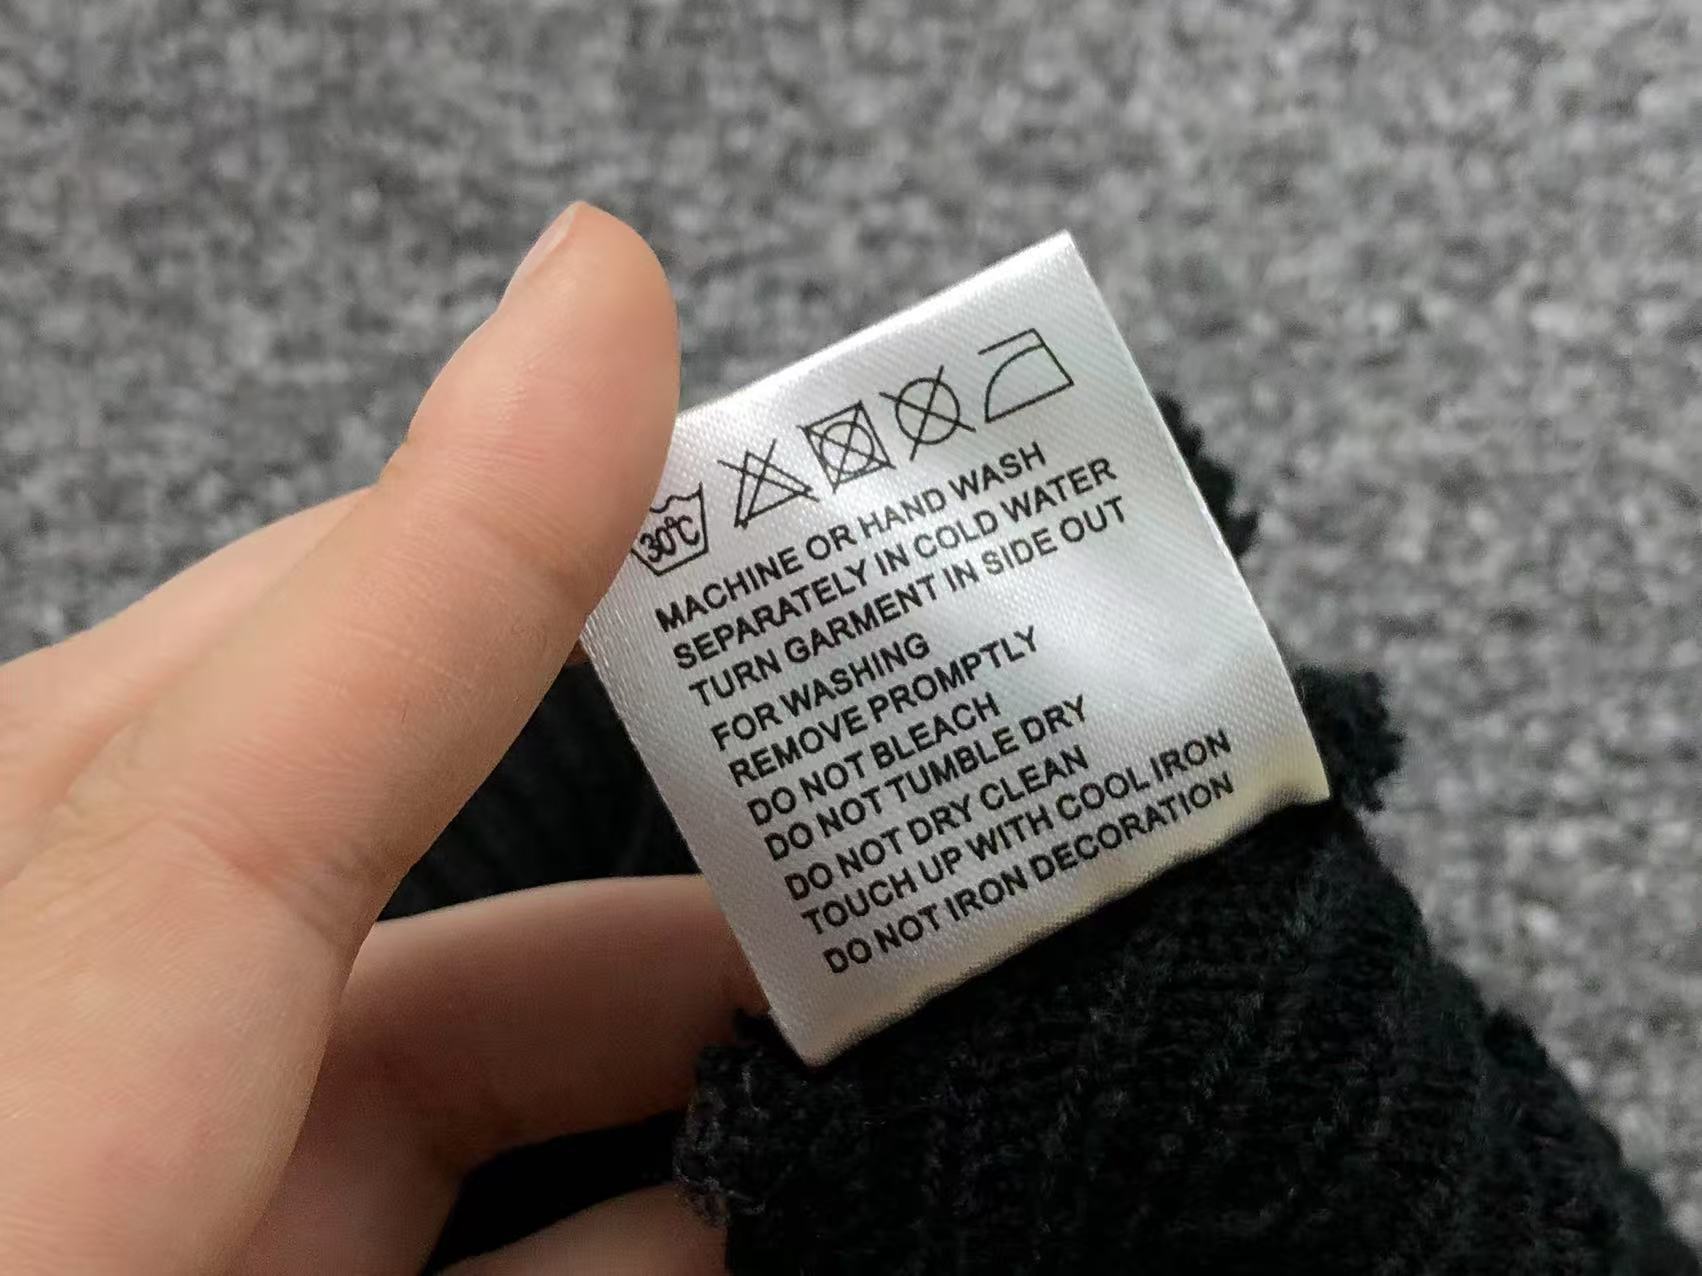 30℃
MACHINE OR HAND WASH
SEPARATELY IN COLD WATER
TURN GARMENT IN SIDE OUT
FOR WASHING
REMOVE PROMPTLY
DO NOT BLEACH
DO NOT TUMBLE DRY
DO NOT DRY CLEAN
TOUCH UP WITH COOL IRON
DO NOT IRON DECORATION